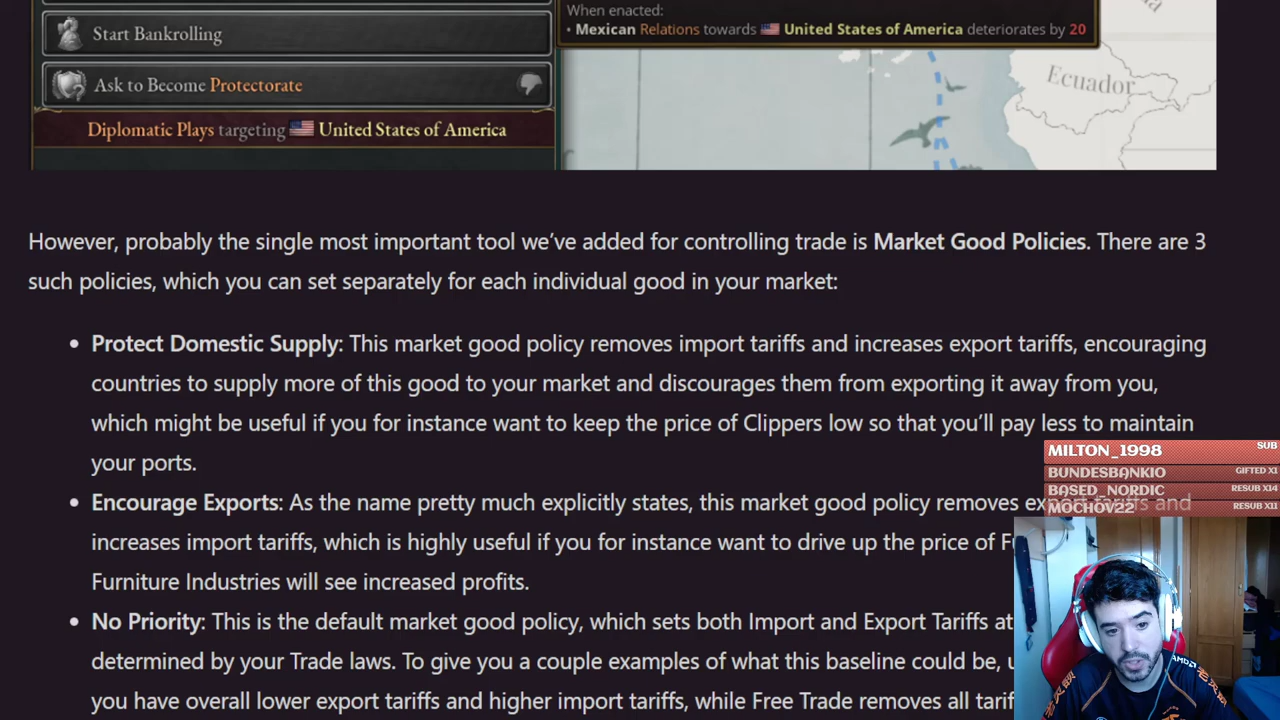 When enacted:
Start Bankrolling
• Mexican Relations towards United States of America deteriorates by 20
Ask to Become Protectorate
Ecuador
Diplomatic Plays targeting United States of America
However, probably the single most important tool we've added for controlling trade is Market Good Policies. There are 3
such policies, which you can set separately for each individual good in your market:
• Protect Domestic Supply: This market good policy removes import tariffs and increases export tariffs, encouraging
countries to supply more of this good to your market and discourages them from exporting it away from you,
which might be useful if you for instance want to keep the price of Clippers low so that you'll pay less to maintain
your ports.
• Encourage Exports: As the name pretty much explicitly states, this market good policy removes export tariffs and
increases import tariffs, which is highly useful if you for instance want to drive up the price of
Furniture Industries will see increased profits.
• No Priority: This is the default market good policy, which sets both Import and Export Tariffs at
determined by your Trade laws. To give you a couple examples of what this baseline could be,
you have overall lower export tariffs and higher import tariffs, while Free Trade removes all
MILTON_1998 SUB
BUNDESBANKIO GIFTED X1
BASED_NORDIC RESUB X14
MOCHOV22 RESUB X11
AMD